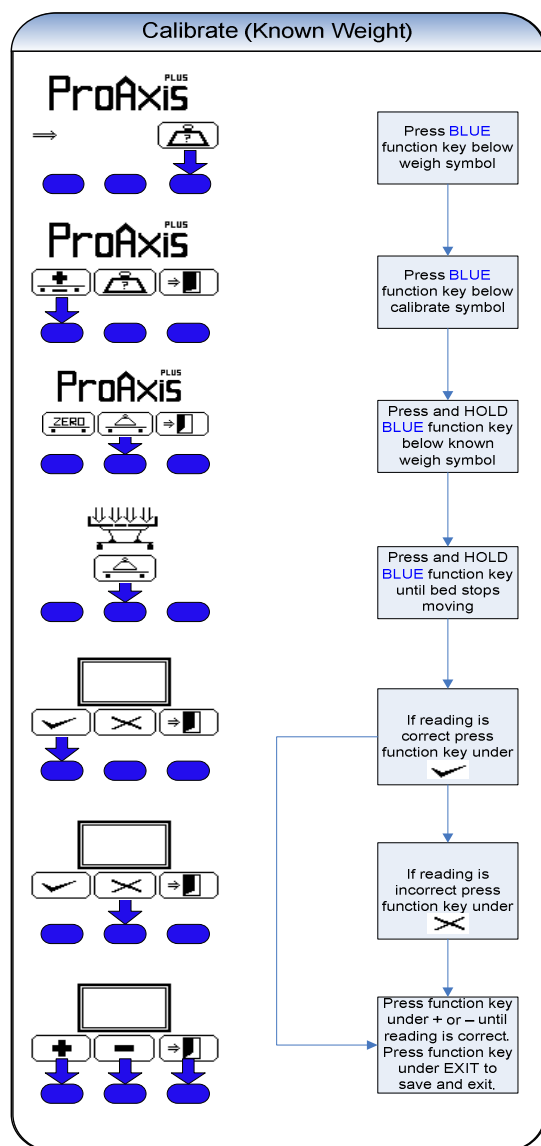 Calibrate (Known Weight)
ProAxis PLUS
?
Press BLUE
function key below
weigh symbol
ProAxis PLUS
?
Press BLUE
function key below
calibrate symbol
ProAxis PLUS
ZERO
Press and HOLD
BLUE function key
below known
weigh symbol
Press and HOLD
BLUE function key
until bed stops
moving
If reading is
correct press
function key under
If reading is
incorrect press
function key under
+ −
Press function key
under + or – until
reading is correct.
Press function key
under EXIT to
save and exit.